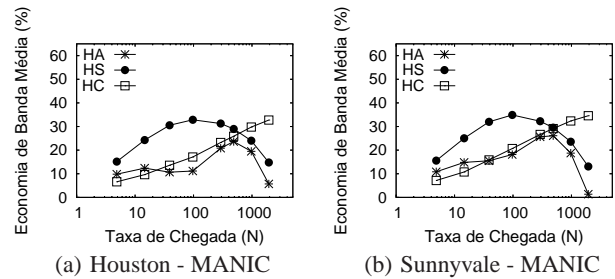 Economia de Banda Média (%)
60
50
40
30
20
10
0
HA
HS
HC
1 10 100 1000
Taxa de Chegada (N)
(a) Houston - MANIC
Economia de Banda Média (%)
60
50
40
30
20
10
0
HA
HS
HC
1 10 100 1000
Taxa de Chegada (N)
(b) Sunnyvale - MANIC